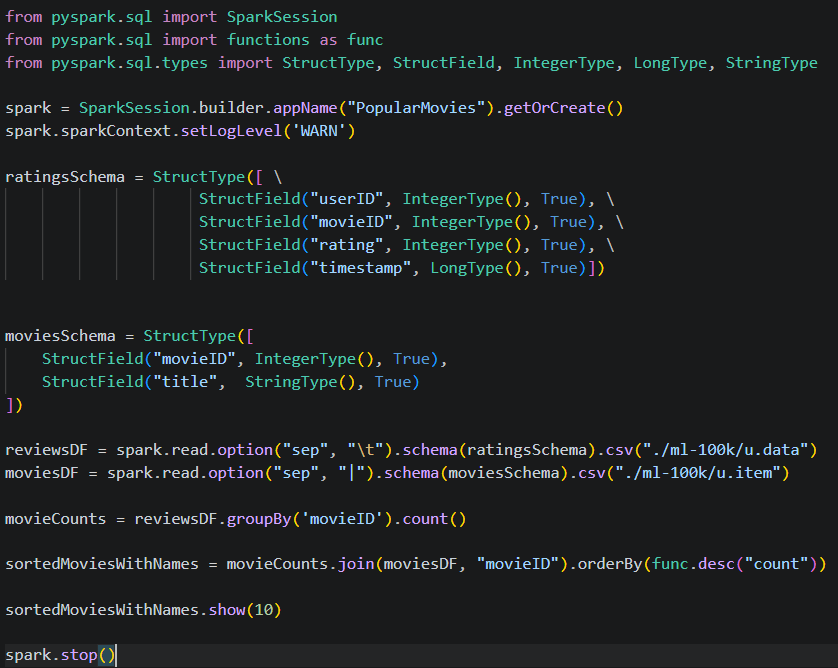 from pyspark.sql import SparkSession
from pyspark.sql import functions as func
from pyspark.sql.types import StructType, StructField, IntegerType, LongType, StringType
spark = SparkSession.builder.appName("PopularMovies").getOrCreate()
spark.sparkContext.setLogLevel('WARN')
ratingsSchema = StructType([ \
StructField("userID", IntegerType(), True), \
StructField("movieID", IntegerType(), True), \
StructField("rating", IntegerType(), True), \
StructField("timestamp", LongType(), True)])
moviesSchema = StructType([
StructField("movieID", IntegerType(), True),
StructField("title",  StringType(), True)
])
reviewsDF = spark.read.option("sep", "\t").schema(ratingsSchema).csv("./ml-100k/u.data")
moviesDF = spark.read.option("sep", "|").schema(moviesSchema).csv("./ml-100k/u.item")
movieCounts = reviewsDF.groupBy('movieID').count()
sortedMoviesWithNames = movieCounts.join(moviesDF, "movieID").orderBy(func.desc("count"))
sortedMoviesWithNames.show(10)
spark.stop()